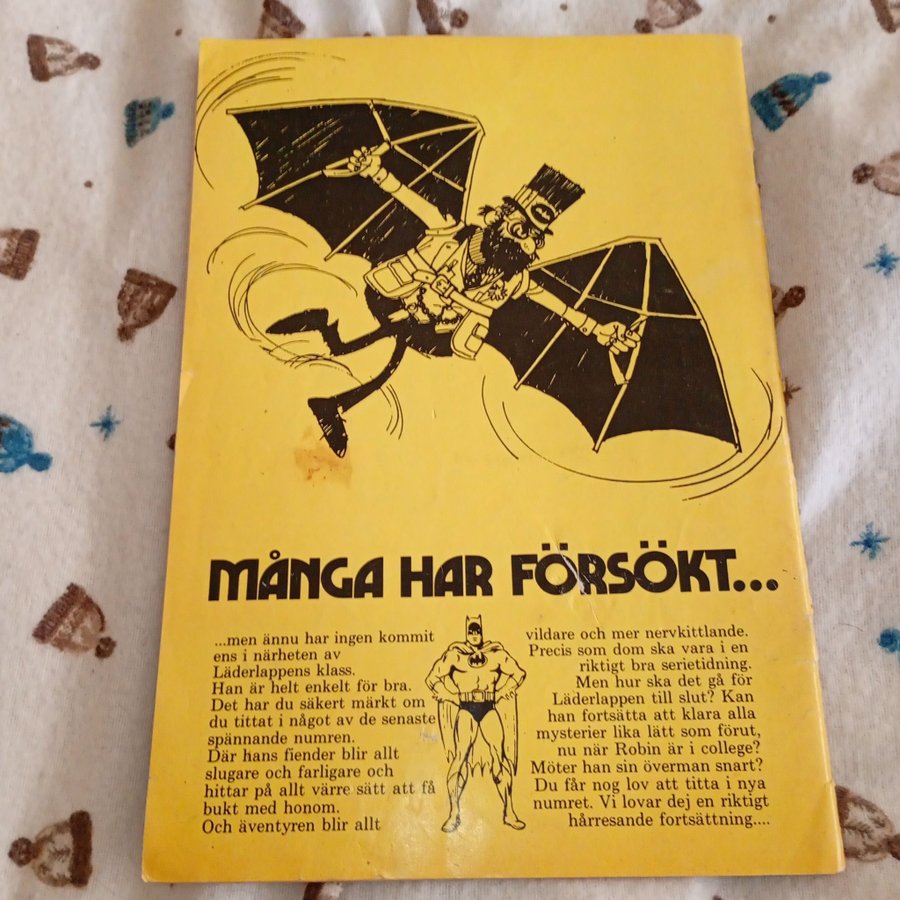 MÅNGA HAR FÖRSÖKT...
...men ännu har ingen kommit
ens i närheten av
Läderlappens klass.
Han är helt enkelt för bra.
Det har du säkert märkt om
du tittat i något av de senaste
spännande numren.
Där hans fiender blir allt
slugare och farligare och
hittar på allt värre sätt att få
bukt med honom.
Och äventyren blir allt
vildare och mer nervkittlande.
Precis som dom ska vara i en
riktigt bra serietidning.
Men hur ska det gå för
Läderlappen till slut? Kan
han fortsätta att klara alla
mysterier lika lätt som förut,
nu när Robin är i college?
Möter han sin överman snart?
Du får nog lov att titta i nya
numret. Vi lovar dej en riktigt
hårresande fortsättning....